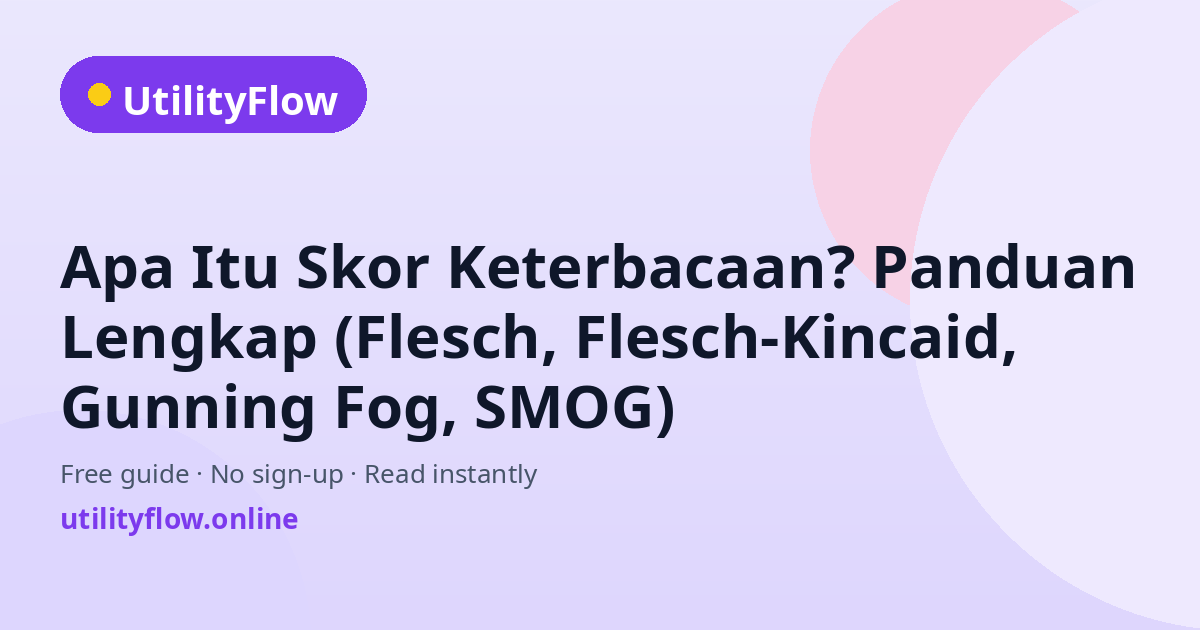 UtilityFlow
Apa Itu Skor Keterbacaan? Panduan
Lengkap (Flesch, Flesch-Kincaid,
Gunning Fog, SMOG)
Free guide · No sign-up · Read instantly
utilityflow.online